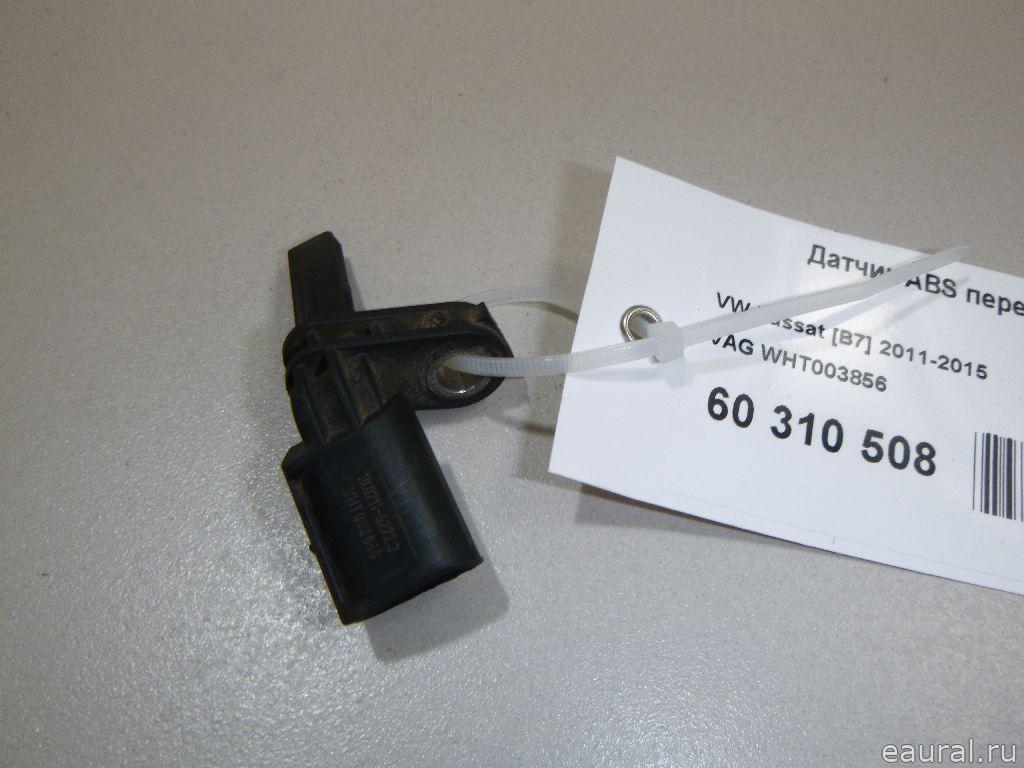 Датчик ABS пере
VW Passat [B7] 2011-2015
VAG WHT003856
60 310 508
eaural.ru